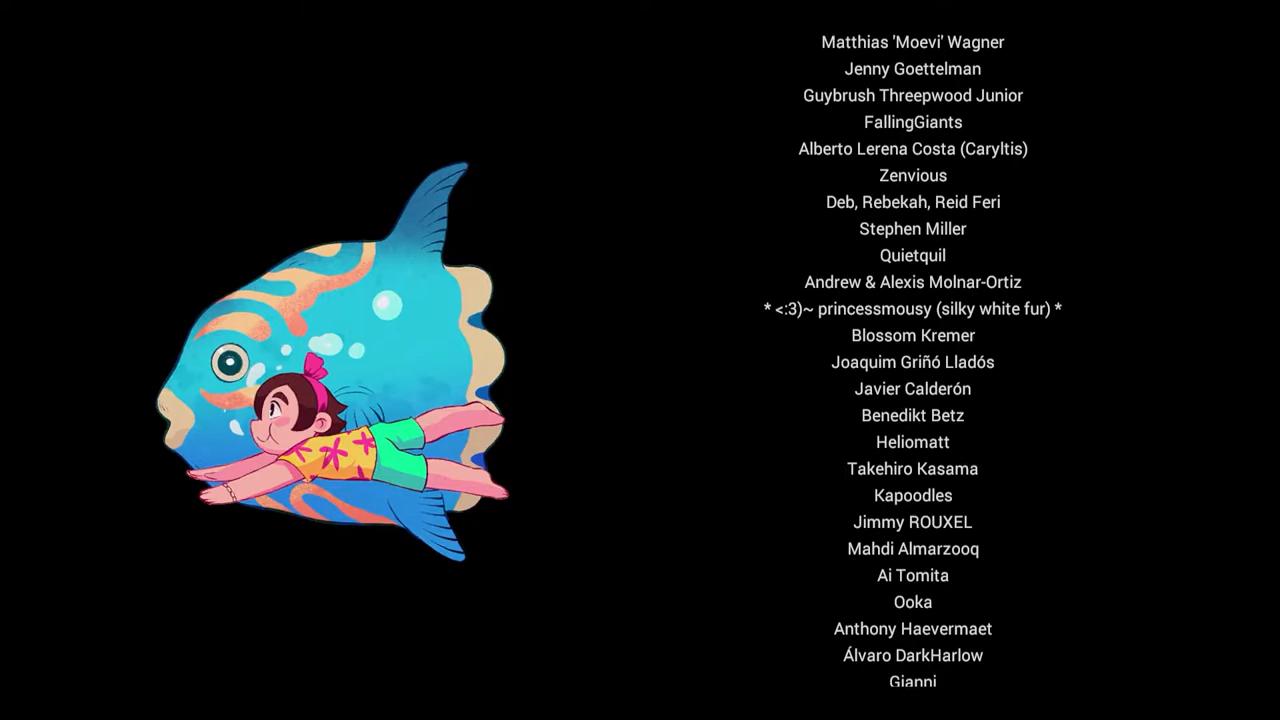 Matthias 'Moevi' Wagner
Jenny Goettelman
Guybrush Threepwood Junior
FallingGiants
Alberto Lerena Costa (Caryltis)
Zenvious
Deb, Rebekah, Reid Feri
Stephen Miller
Quietquil
Andrew & Alexis Molnar-Ortiz
* <:3)~ princessmousy (silky white fur) *
Blossom Kremer
Joaquim Griñó Lladós
Javier Calderón
Benedikt Betz
Heliomatt
Takehiro Kasama
Kapoodles
Jimmy ROUXEL
Mahdi Almarzooq
Ai Tomita
Ooka
Anthony Haevermaet
Álvaro DarkHarlow
Gianni